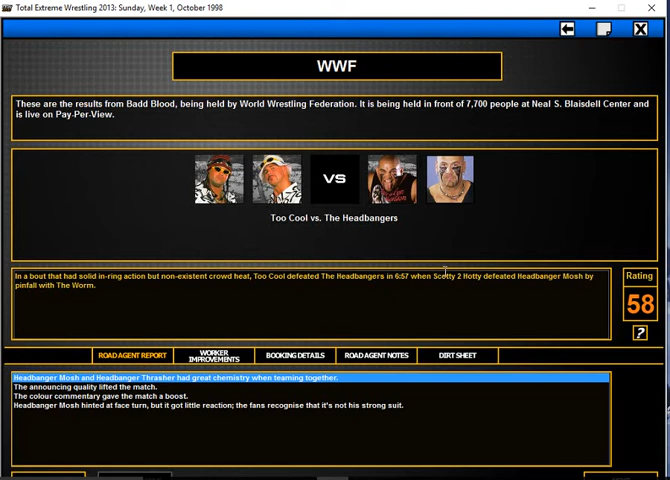 Total Extreme Wrestling 2013: Sunday, Week 1, October 1998
WWF
These are the results from Badd Blood, being held by World Wrestling Federation. It is being held in front of 7,700 people at Neal S. Blaisdell Center and
is live on Pay-Per-View.
VS
Too Cool vs. The Headbangers
In a bout that had solid in-ring action but non-existent crowd heat, Too Cool defeated The Headbangers in 6:57 when Scotty 2 Hotty defeated Headbanger Mosh by
pinfall with The Worm.
Rating
58
?
ROAD AGENT REPORT
WORKER
IMPROVEMENTS
BOOKING DETAILS
ROAD AGENT NOTES
DIRT SHEET
Headbanger Mosh and Headbanger Thrasher had great chemistry when teaming together.
The announcing quality lifted the match.
The colour commentary gave the match a boost.
Headbanger Mosh hinted at face turn, but it got little reaction; the fans recognise that it's not his strong suit.